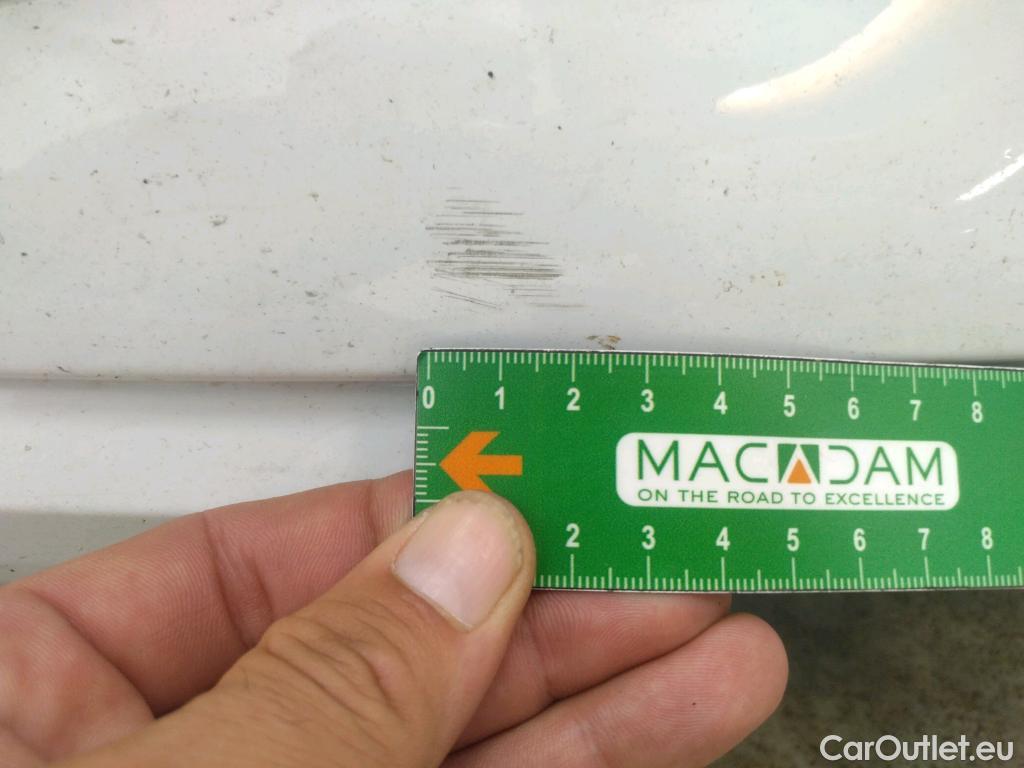 0 1 2 3 4 5 6 7 8
MACADAM
ON THE ROAD TO EXCELLENCE
2 3 4 5 6 7 8
CarOutlet.eu